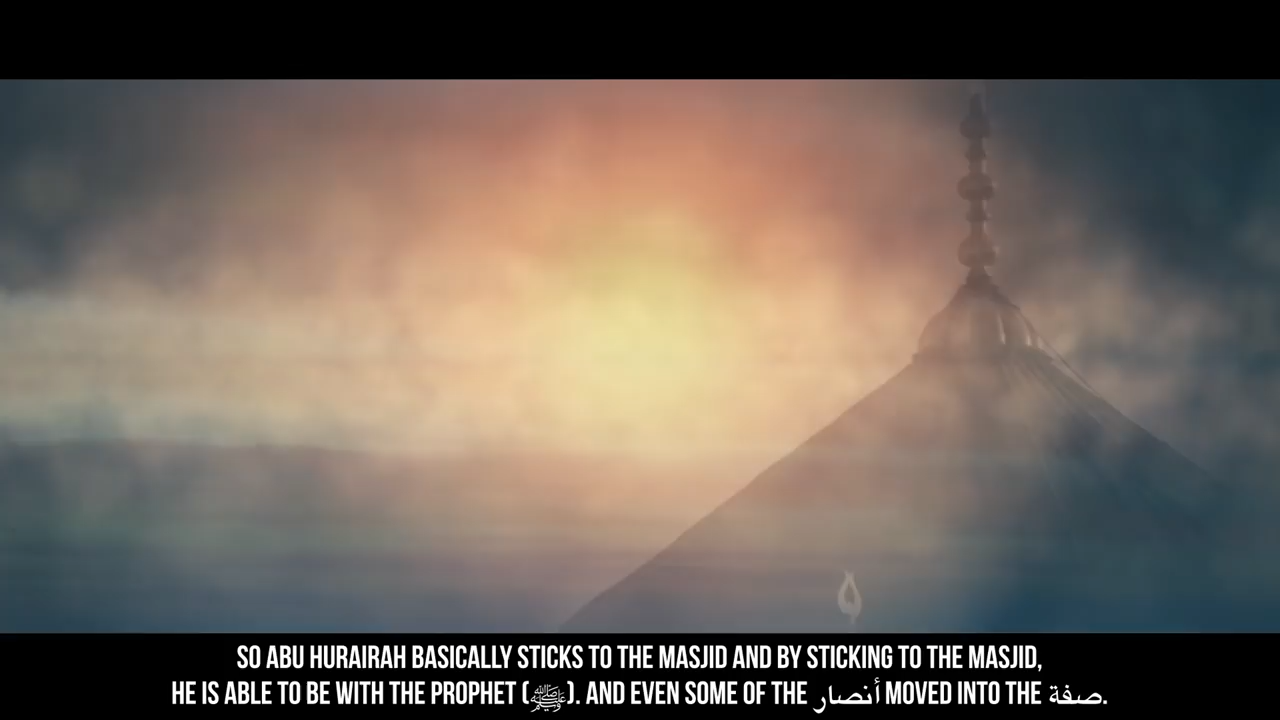 SO ABU HURAIRAH BASICALLY STICKS TO THE MASJID AND BY STICKING TO THE MASJID,
HE IS ABLE TO BE WITH THE PROPHET (ﷺ). AND EVEN SOME OF THE أنصار MOVED INTO THE صفة.